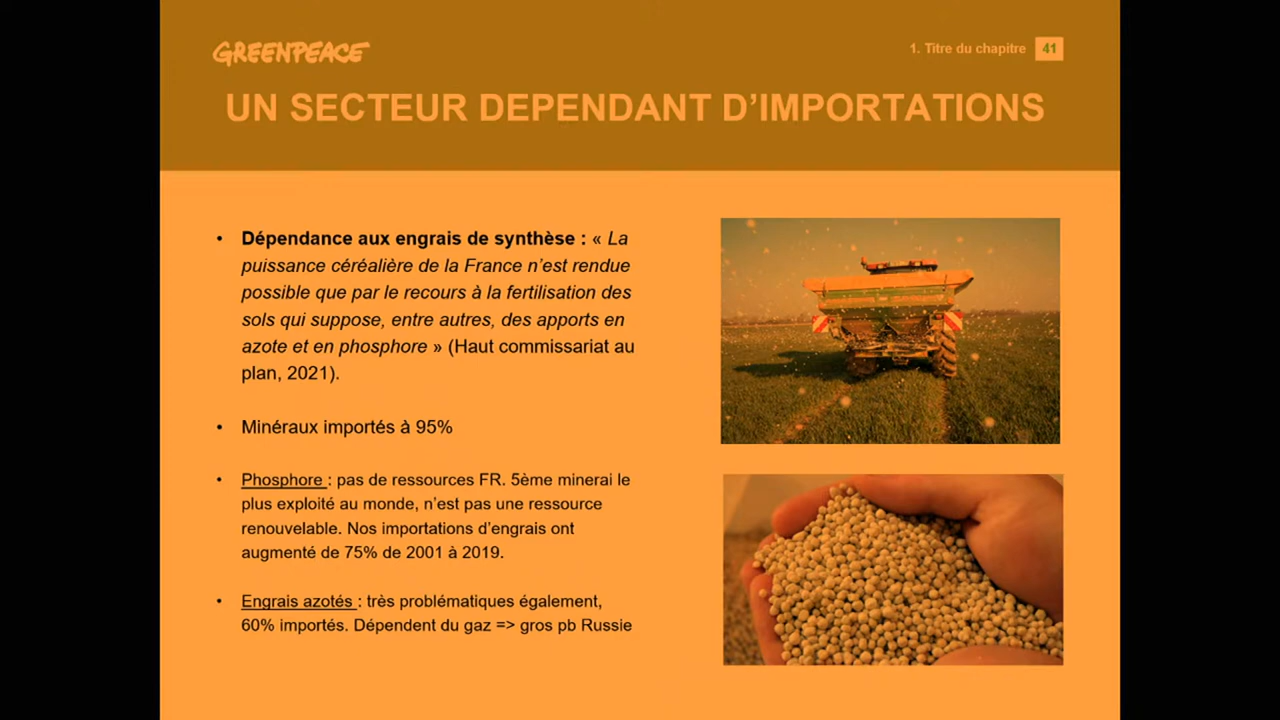 GREENPEACE
1. Titre du chapitre 41
UN SECTEUR DEPENDANT D’IMPORTATIONS
• Dépendance aux engrais de synthèse : « La
puissance céréalière de la France n’est rendue
possible que par le recours à la fertilisation des
sols qui suppose, entre autres, des apports en
azote et en phosphore » (Haut commissariat au
plan, 2021).
• Minéraux importés à 95%
• Phosphore : pas de ressources FR. 5ème minerai le
plus exploité au monde, n’est pas une ressource
renouvelable. Nos importations d’engrais ont
augmenté de 75% de 2001 à 2019.
• Engrais azotés : très problématiques également,
60% importés. Dépendent du gaz => gros pb Russie